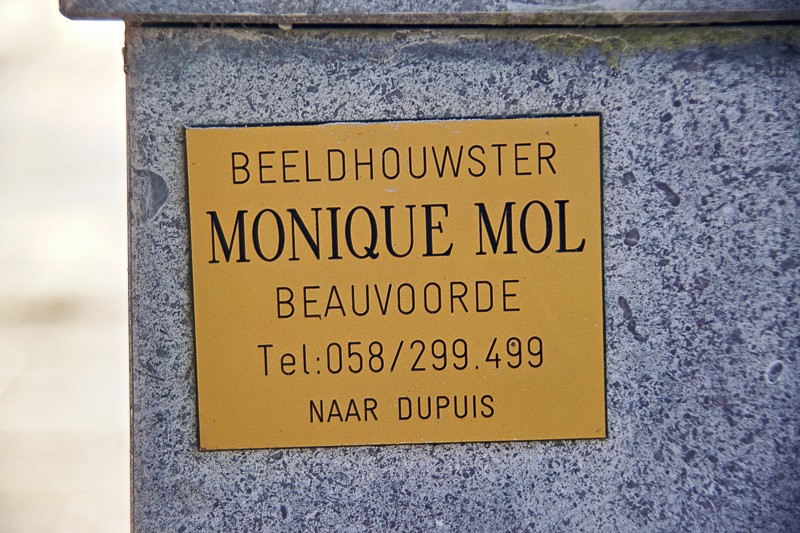 BEELDHOUWSTER
MONIQUE MOL
BEAUVOORDE
Tel:058/299.499
NAAR DUPUIS